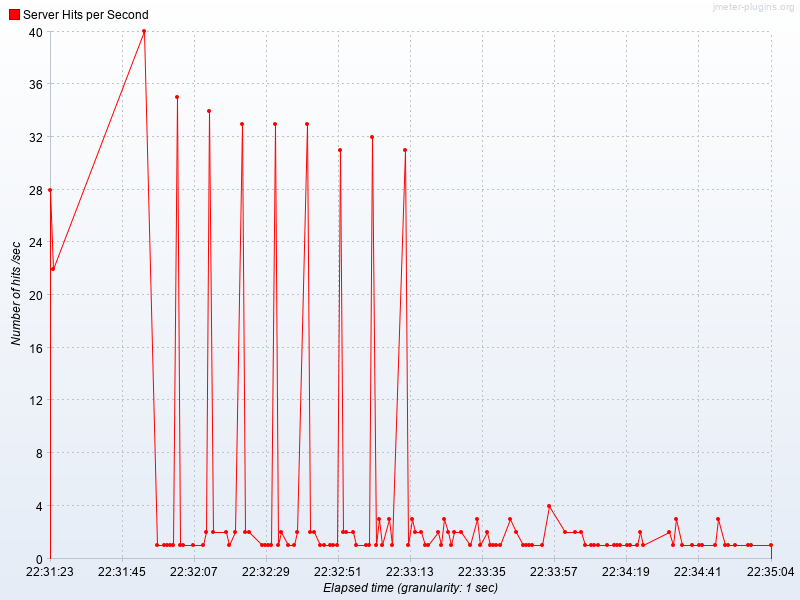 Server Hits per Second
jmeter-plugins.org
40
36
32
28
24
20
16
12
8
4
0
Number of hits /sec
22:31:23 22:31:45 22:32:07 22:32:29 22:32:51 22:33:13 22:33:35 22:33:57 22:34:19 22:34:41 22:35:04
Elapsed time (granularity: 1 sec)